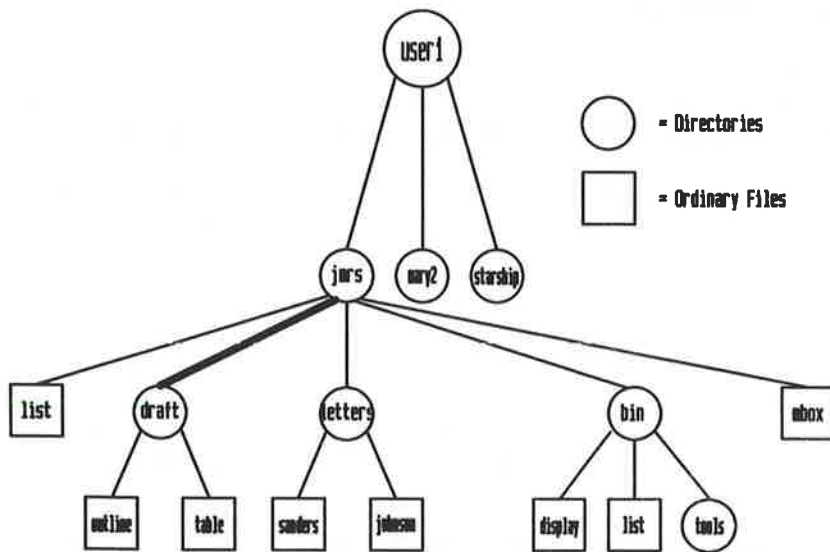 user1
= Directories
= Ordinary Files
jmrs
mary2
starship
list
draft
letters
bin
mbox
outline
table
sanders
johnson
display
list
tools